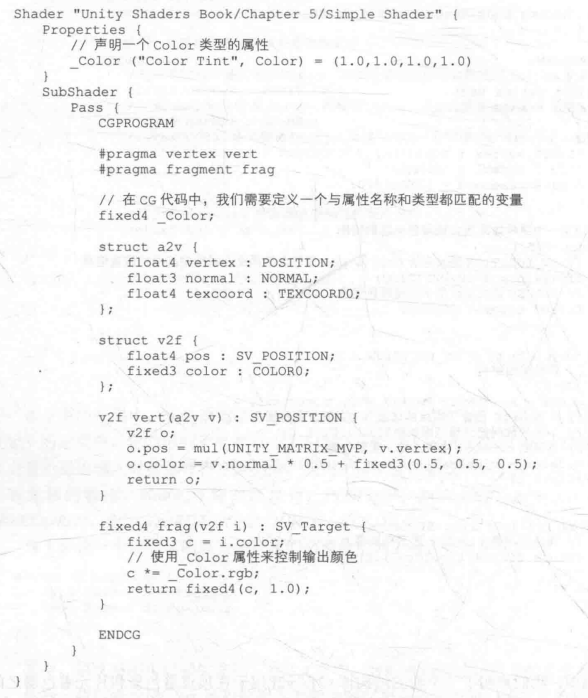 Shader "Unity Shaders Book/Chapter 5/Simple Shader" {
    Properties {
        // 声明一个 Color 类型的属性
        _Color ("Color Tint", Color) = (1.0,1.0,1.0,1.0)
    }
    SubShader {
        Pass {
            CGPROGRAM

            #pragma vertex vert
            #pragma fragment frag

            // 在 CG 代码中，我们需要定义一个与属性名称和类型都匹配的变量
            fixed4 _Color;

            struct a2v {
                float4 vertex : POSITION;
                float3 normal : NORMAL;
                float4 texcoord : TEXCOORD0;
            };

            struct v2f {
                float4 pos : SV_POSITION;
                fixed3 color : COLOR0;
            };

            v2f vert(a2v v) : SV_POSITION {
                v2f o;
                o.pos = mul(UNITY_MATRIX_MVP, v.vertex);
                o.color = v.normal * 0.5 + fixed3(0.5, 0.5, 0.5);
                return o;
            }

            fixed4 frag(v2f i) : SV_Target {
                fixed3 c = i.color;
                // 使用_Color 属性来控制输出颜色
                c *= _Color.rgb;
                return fixed4(c, 1.0);
            }

            ENDCG
        }
    }
}